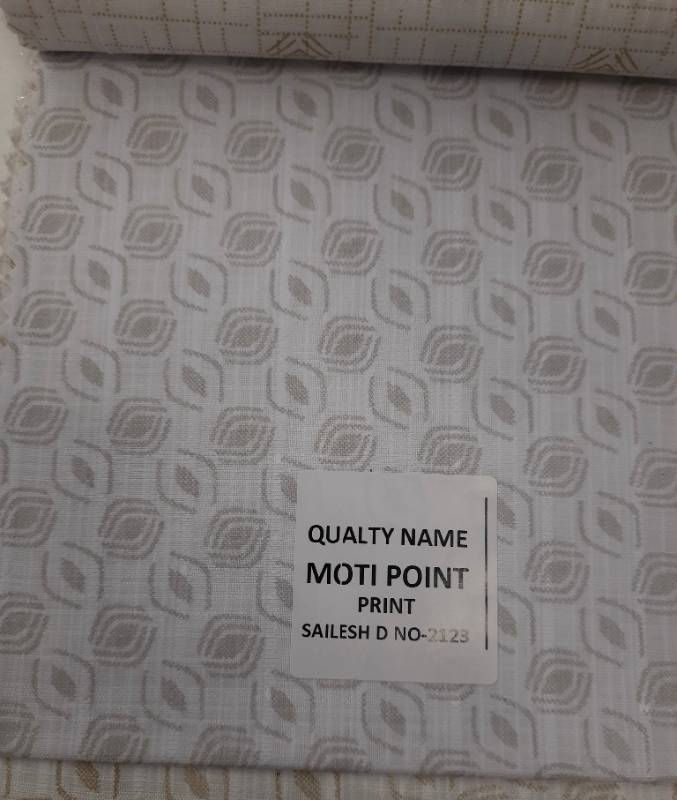 QUALTY NAME
MOTI POINT
PRINT
SAILESH D NO-2123